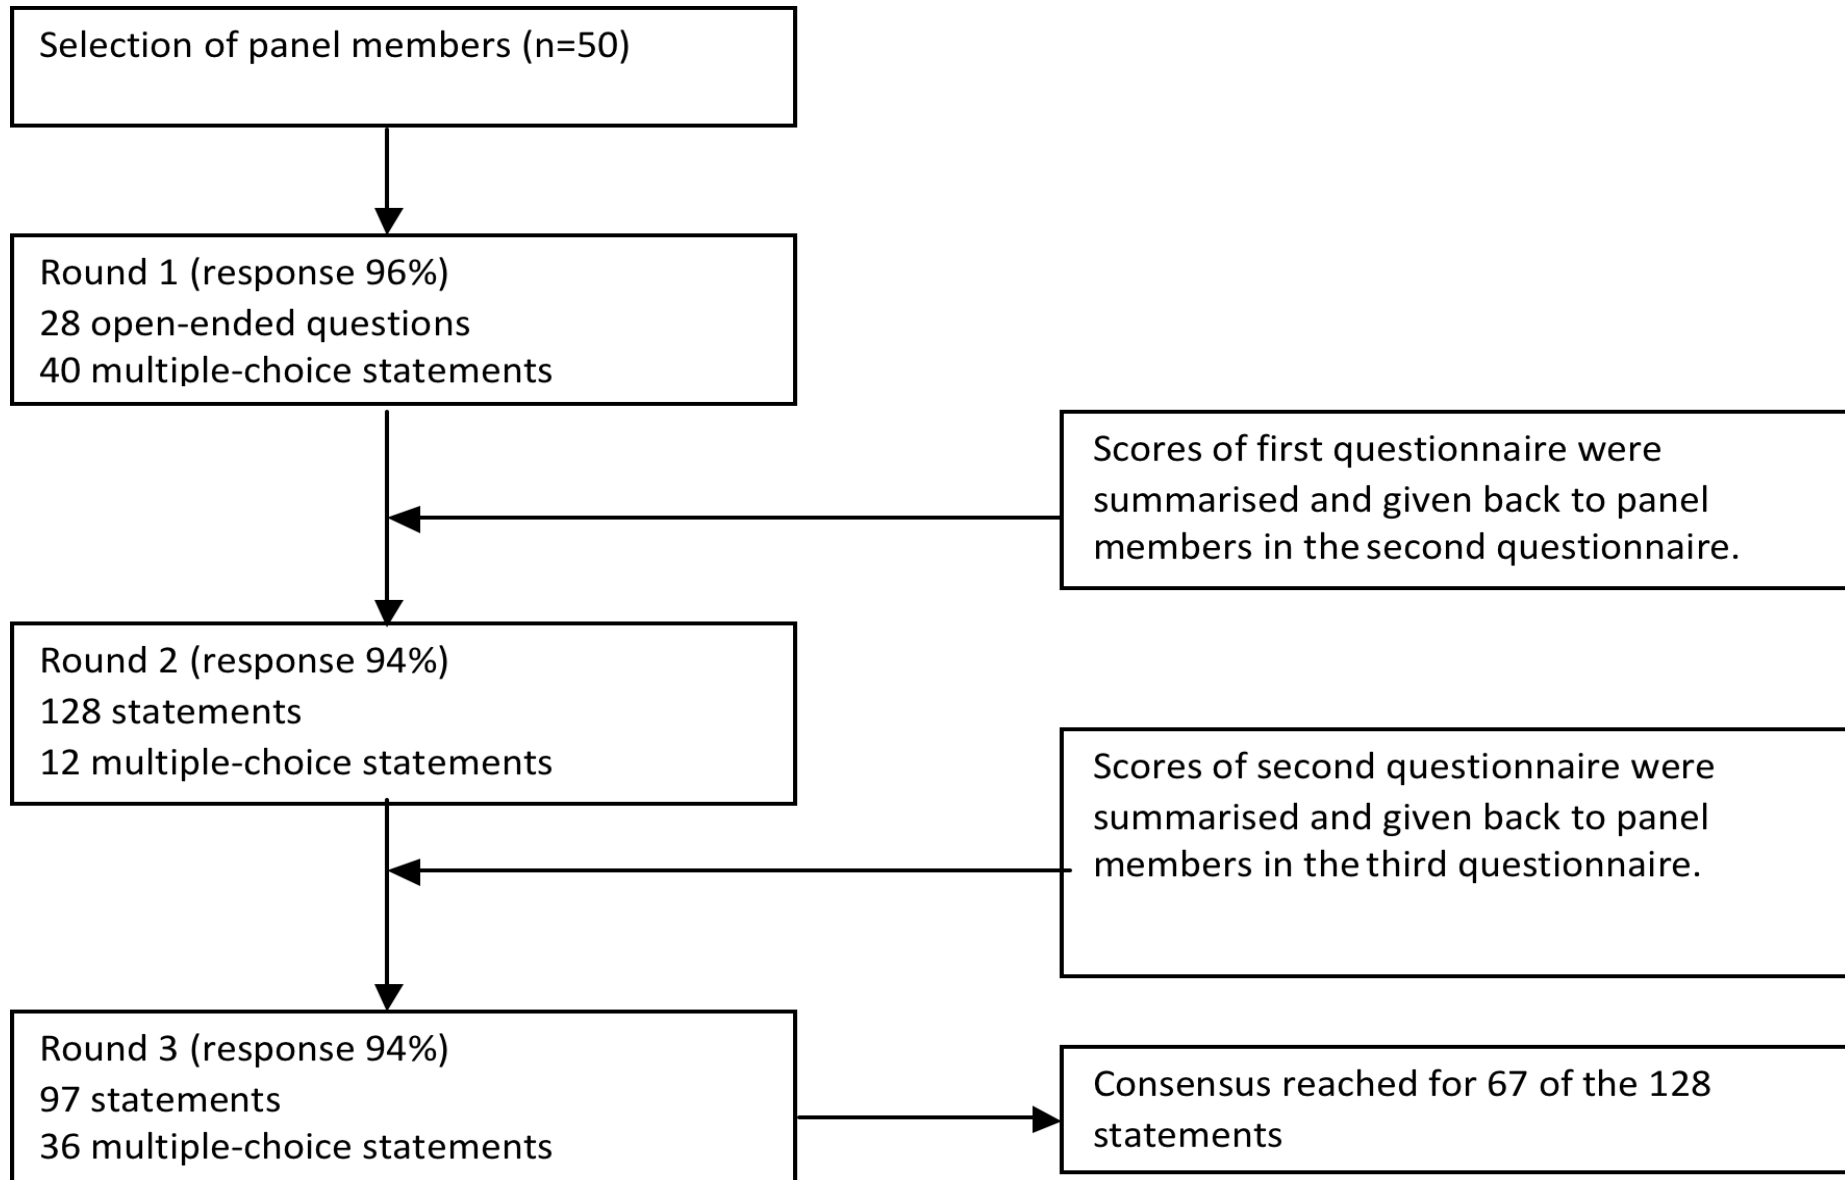 Selection of panel members (n=50)
Round 1 (response 96%)
28 open-ended questions
40 multiple-choice statements
Scores of first questionnaire were
summarised and given back to panel
members in the second questionnaire.
Round 2 (response 94%)
128 statements
12 multiple-choice statements
Scores of second questionnaire were
summarised and given back to panel
members in the third questionnaire.
Round 3 (response 94%)
97 statements
36 multiple-choice statements
Consensus reached for 67 of the 128
statements